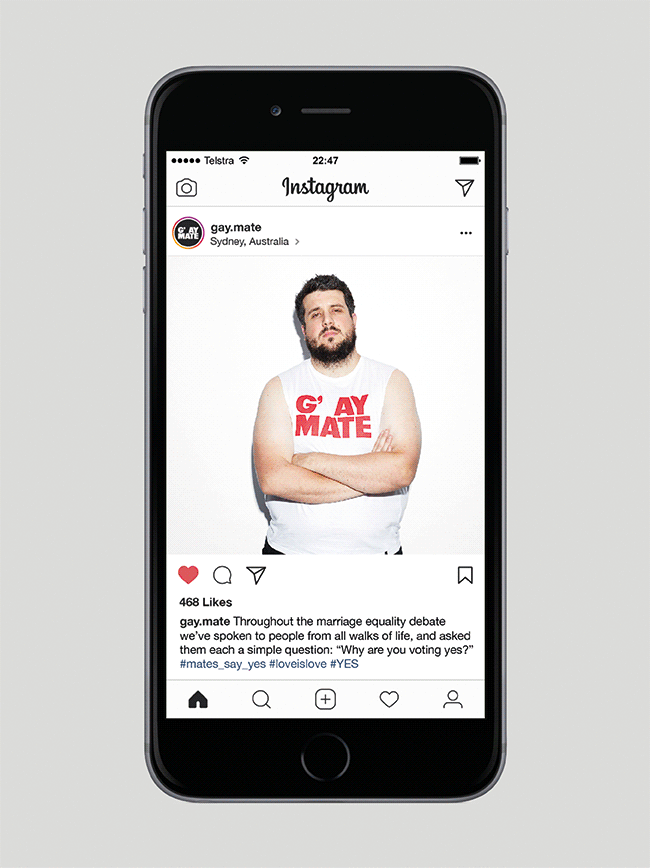 Telstra 22:47
Instagram
G' AY
MATE
gay.mate
Sydney, Australia
G' AY
MATE
468 Likes
gay.mate Throughout the marriage equality debate
we've spoken to people from all walks of life, and asked
them each a simple question: “Why are you voting yes?”
#mates_say_yes #loveislove #YES